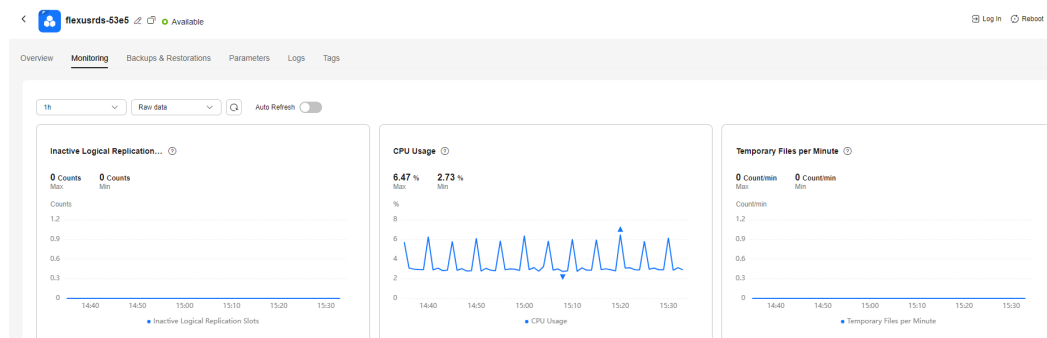 flexusrds-53e5 Available Log In Reboot
Overview Monitoring Backups & Restorations Parameters Logs Tags
1h Raw data Auto Refresh
Inactive Logical Replication...
0 Counts 0 Counts
Max Min
Counts
1.2
0.9
0.6
0.3
0
14:40 14:50 15:00 15:10 15:20 15:30
Inactive Logical Replication Slots
CPU Usage
6.47 % 2.73 %
Max Min
%
8
6
4
2
0
14:40 14:50 15:00 15:10 15:20 15:30
CPU Usage
Temporary Files per Minute
0 Count/min 0 Count/min
Max Min
Count/min
1.2
0.9
0.6
0.3
0
14:40 14:50 15:00 15:10 15:20 15:30
Temporary Files per Minute